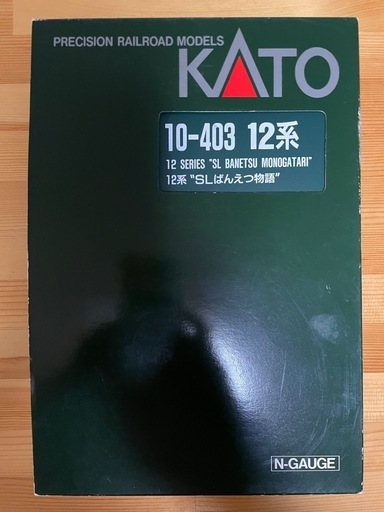 PRECISION RAILROAD MODELS
KATO
10-403 12系
12 SERIES "SL BANETSU MONOGATARI"
12系 "SLばんえつ物語"
N-GAUGE